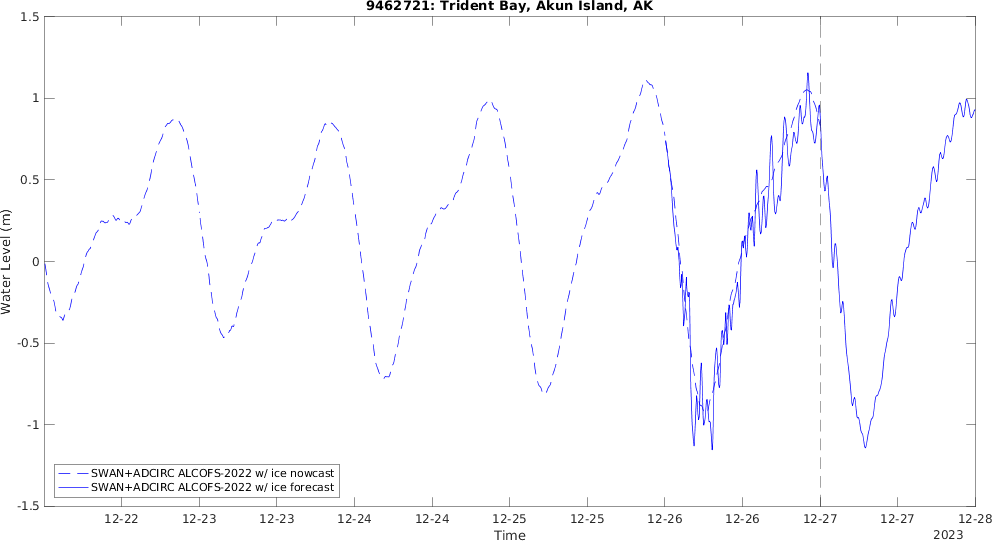 9462721: Trident Bay, Akun Island, AK
1.5
1
0.5
0
-0.5
-1
-1.5
Water Level (m)
SWAN+ADCIRC ALCOFS-2022 w/ ice nowcast
SWAN+ADCIRC ALCOFS-2022 w/ ice forecast
12-22 12-23 12-23 12-24 12-24 12-25 12-25 12-26 12-26 12-27 12-27 12-28
Time
2023